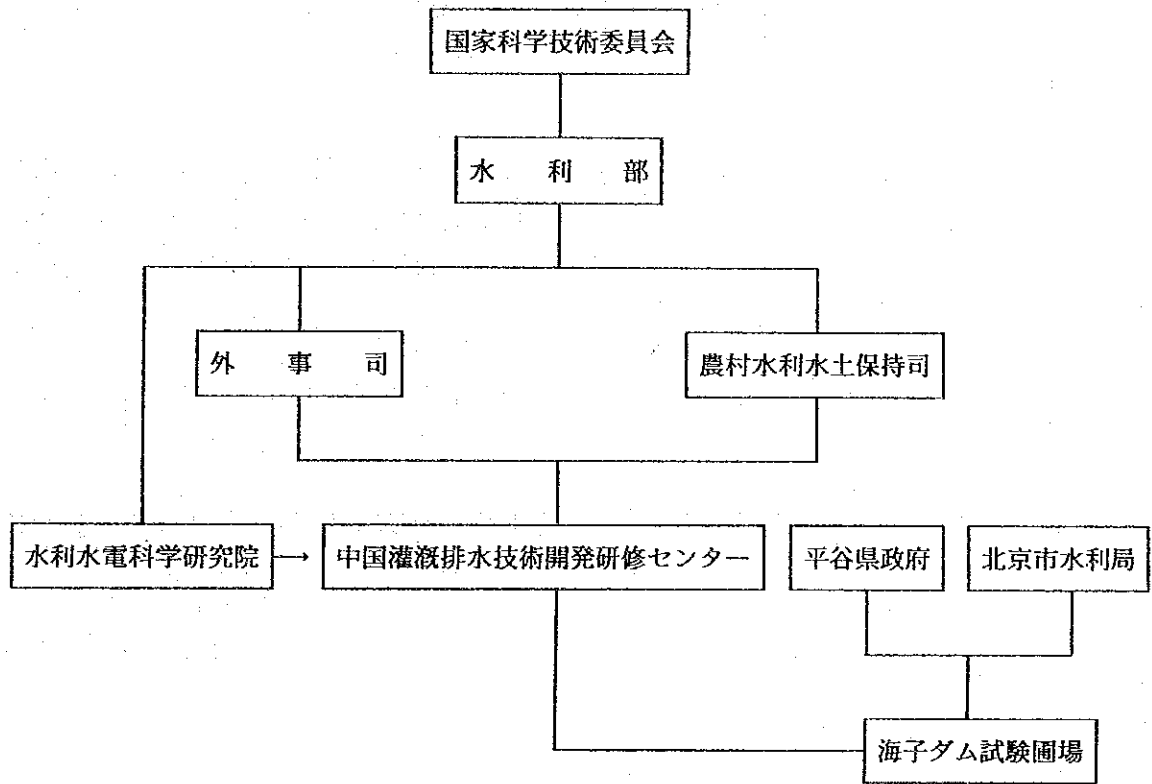 国家科学技術委員会
水 利 部
外 事 司
農村水利水土保持司
水利水電科学研究院 → 中国灌漑排水技術開発研修センター 平谷県政府 北京市水利局
海子ダム試験圃場